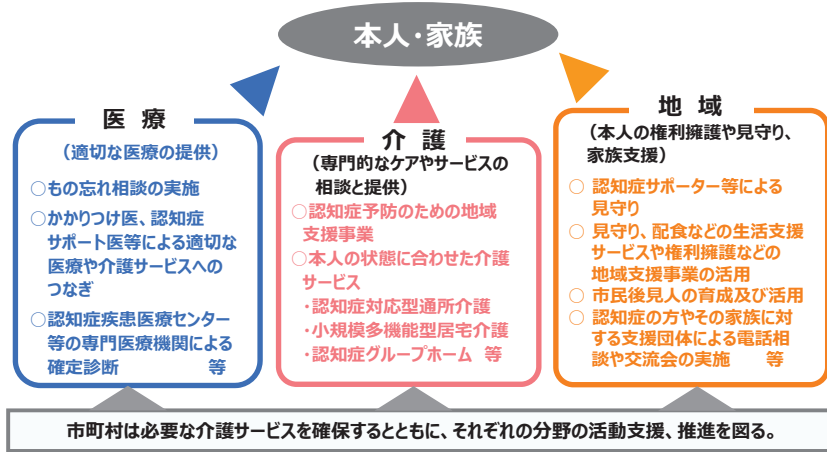 本人・家族
医 療
(適切な医療の提供)
○もの忘れ相談の実施
○かかりつけ医、認知症
サポート医等による適切な
医療や介護サービスへの
つなぎ
○認知症疾患医療センター
等の専門医療機関による
確定診断 等
介 護
(専門的なケアやサービスの
相談と提供)
○認知症予防のための地域
支援事業
○本人の状態に合わせた介護
サービス
・認知症対応型通所介護
・小規模多機能型居宅介護
・認知症グループホーム 等
地 域
(本人の権利擁護や見守り、
家族支援)
○ 認知症サポーター等による
見守り
○ 見守り、配食などの生活支援
サービスや権利擁護などの
地域支援事業の活用
○ 市民後見人の育成及び活用
○ 認知症の方やその家族に対
する支援団体による電話相
談や交流会の実施 等
市町村は必要な介護サービスを確保するとともに、それぞれの分野の活動支援、推進を図る。